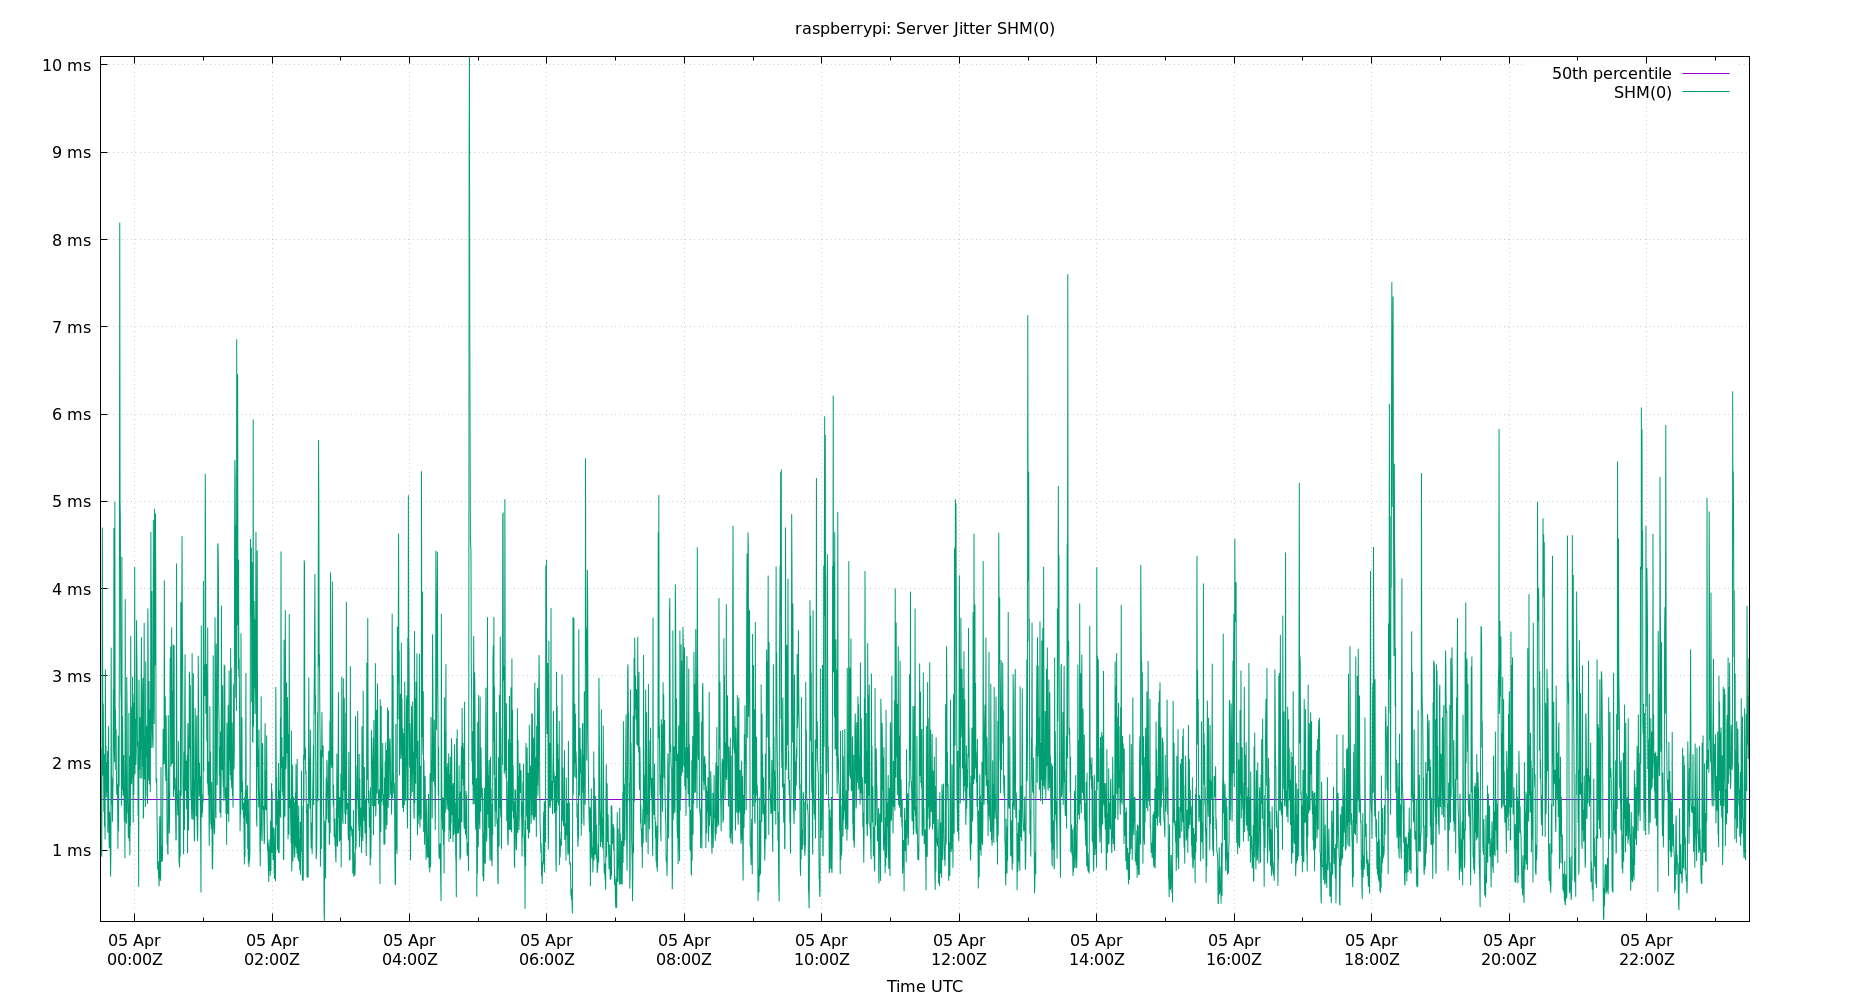 raspberrypi: Server Jitter SHM(0)
10 ms
9 ms
8 ms
7 ms
6 ms
5 ms
4 ms
3 ms
2 ms
1 ms
50th percentile
SHM(0)
05 Apr 05 Apr 05 Apr 05 Apr 05 Apr 05 Apr 05 Apr 05 Apr 05 Apr 05 Apr 05 Apr 05 Apr
00:00Z 02:00Z 04:00Z 06:00Z 08:00Z 10:00Z 12:00Z 14:00Z 16:00Z 18:00Z 20:00Z 22:00Z
Time UTC